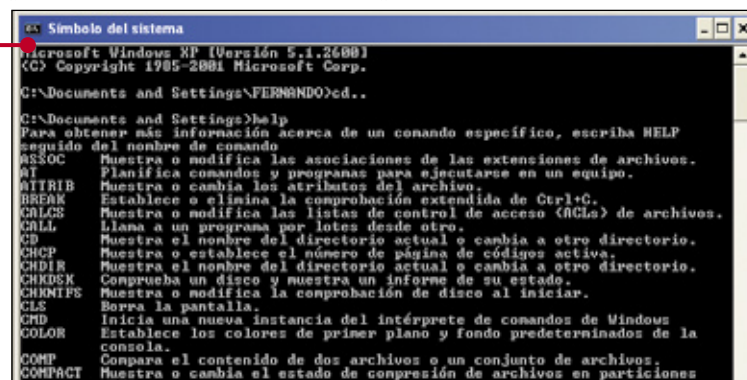 Símbolo del sistema
Microsoft Windows XP [Versión 5.1.2600]
(C) Copyright 1985-2001 Microsoft Corp.
C:\Documents and Settings\FERNANDO>cd..
C:\Documents and Settings>help
Para obtener más información acerca de un comando específico, escriba HELP
seguido del nombre de comando
ASSOC Muestra o modifica las asociaciones de las extensiones de archivos.
AT Planifica comandos y programas para ejecutarse en un equipo.
ATTRIB Muestra o cambia los atributos del archivo.
BREAK Establece o elimina la comprobación extendida de Ctrl+C.
CALCS Muestra o modifica las listas de control de acceso (ACLs) de archivos.
CALL Llama a un programa por lotes desde otro.
CD Muestra el nombre del directorio actual o cambia a otro directorio.
CHCP Muestra o establece el número de página de códigos activa.
CHDIR Muestra el nombre del directorio actual o cambia a otro directorio.
CHKDSK Comprueba un disco y muestra un informe de su estado.
CHKNTFS Muestra o modifica la comprobación de disco al iniciar.
CLS Borra la pantalla.
CMD Inicia una nueva instancia del intérprete de comandos de Windows
COLOR Establece los colores de primer plano y fondo predeterminados de la
consola.
COMP Compara el contenido de dos archivos o un conjunto de archivos.
COMPACT Muestra o cambia el estado de compresión de archivos en particiones